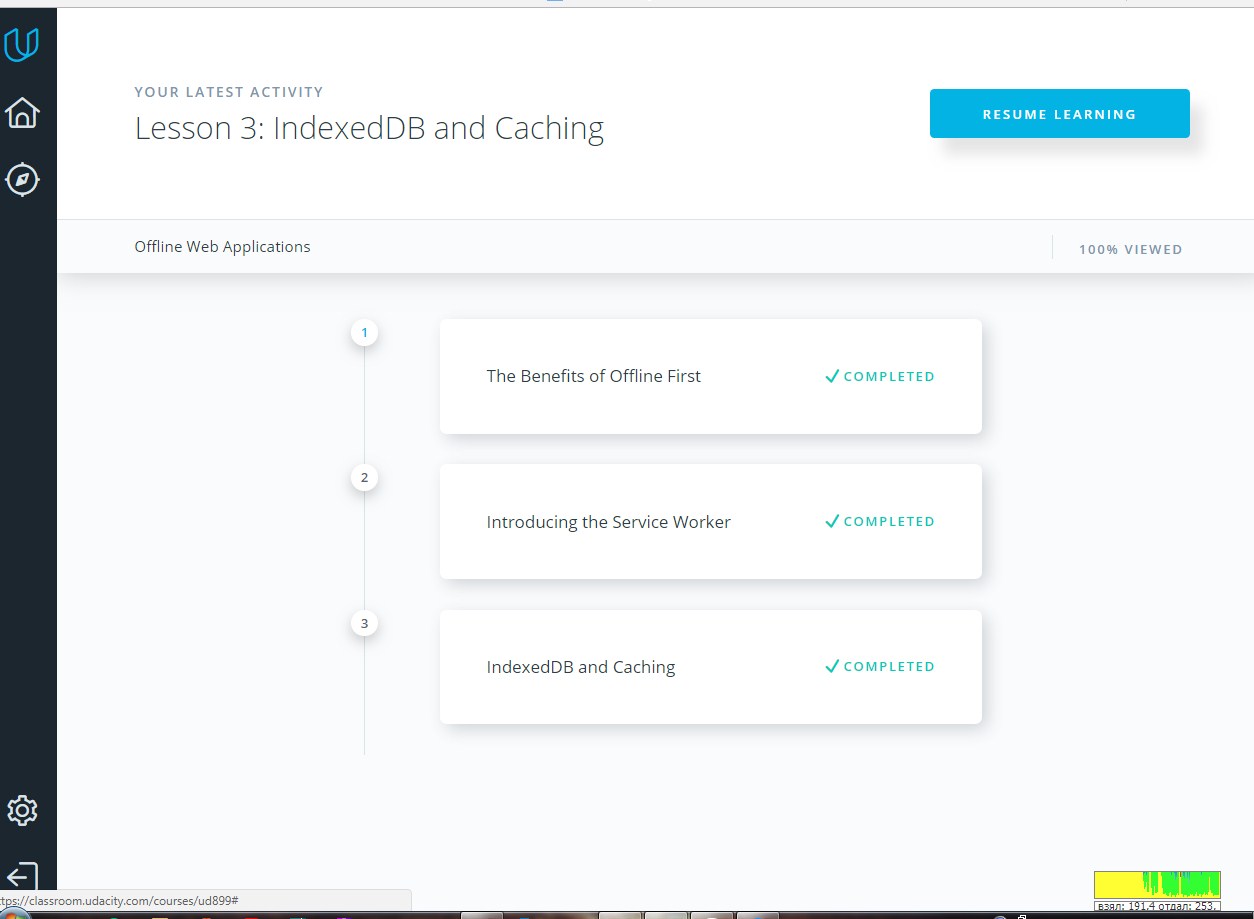 YOUR LATEST ACTIVITY
Lesson 3: IndexedDB and Caching
RESUME LEARNING
Offline Web Applications
100% VIEWED
1
The Benefits of Offline First
COMPLETED
2
Introducing the Service Worker
COMPLETED
3
IndexedDB and Caching
COMPLETED
ttps://classroom.udacity.com/courses/ud899#
взял: 191,4 отдал: 253,